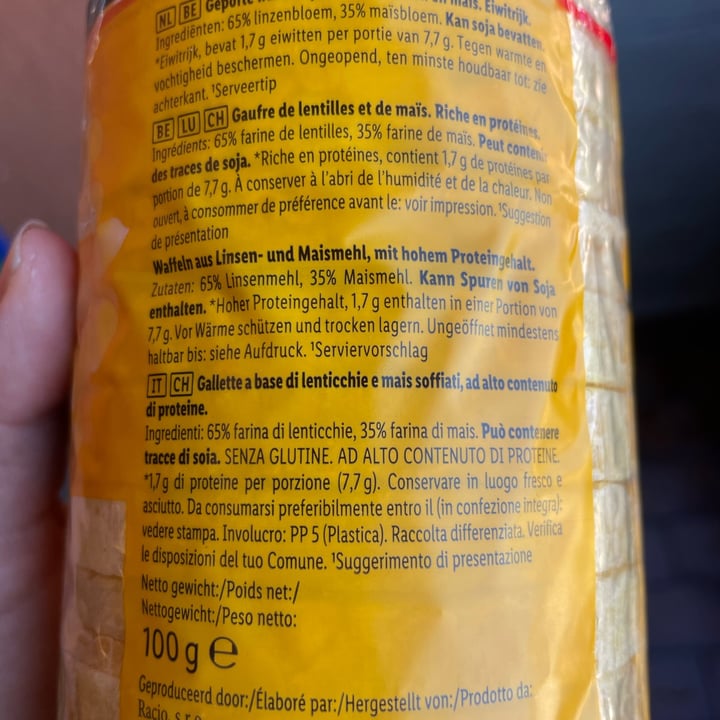 NL BE Gepofte maïs. Eiwitrijk.
Ingrediënten: 65% linzenbloem, 35% maïsbloem. Kan soja bevatten.
*Eiwitrijk, bevat 1,7 g eiwitten per portie van 7,7 g. Tegen warmte en
vochtigheid beschermen. Ongeopend, ten minste houdbaar tot: zie
achterkant. ¹Serveertip
BE LU CH Gaufre de lentilles et de maïs. Riche en protéines.
Ingrédients: 65% farine de lentilles, 35% farine de maïs. Peut contenir
des traces de soja. *Riche en protéines, contient 1,7 g de protéines par
portion de 7,7 g. À conserver à l'abri de l'humidité et de la chaleur. Non
ouvert, à consommer de préférence avant le: voir impression. ¹Suggestion
de présentation
Waffeln aus Linsen- und Maismehl, mit hohem Proteingehalt.
Zutaten: 65% Linsenmehl, 35% Maismehl. Kann Spuren von Soja
enthalten. *Hoher Proteingehalt, 1,7 g enthalten in einer Portion von
7,7 g. Vor Wärme schützen und trocken lagern. Ungeöffnet mindestens
haltbar bis: siehe Aufdruck. ¹Serviervorschlag
IT CH Gallette a base di lenticchie e mais soffiati, ad alto contenuto
di proteine.
Ingredienti: 65% farina di lenticchie, 35% farina di mais. Può contenere
tracce di soia. SENZA GLUTINE. AD ALTO CONTENUTO DI PROTEINE.
*1,7 g di proteine per porzione (7,7 g). Conservare in luogo fresco e
asciutto. Da consumarsi preferibilmente entro il (in confezione integra):
vedere stampa. Involucro: PP 5 (Plastica). Raccolta differenziata. Verifica
le disposizioni del tuo Comune. ¹Suggerimento di presentazione
Netto gewicht:/Poids net:/
Nettogewicht:/Peso netto:
100 g ℮
Geproduceerd door:/Élaboré par:/Hergestellt von:/Prodotto da:
Racio, s.r.o.